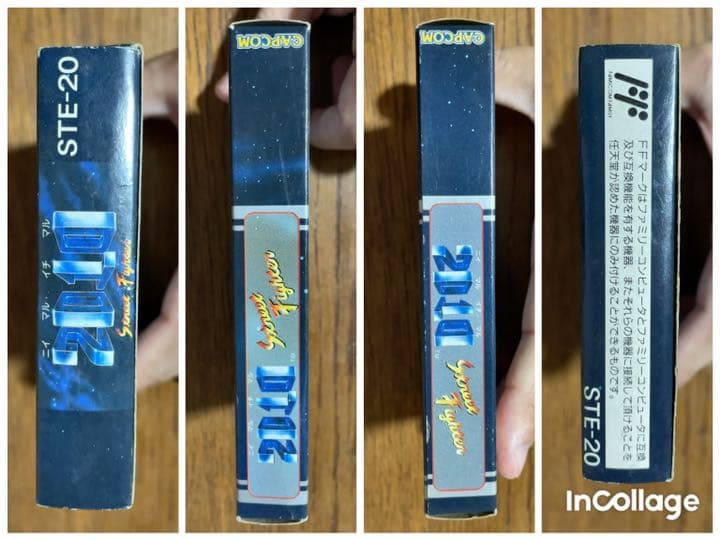 STE-20
ニイ マル・イチ マル
2010
Street Fighter
CAPCOM
Street Fighter
2010
CAPCOM
ニイ マル イチ マル
2010
TM
Street Fighter
FAMICOM FAMILY
FFマークはファミリーコンピュータとファミリーコンピュータに互換
及び互換機能を有する機器、またそれらの機器に接続して頂けることを
任天堂が認めた機器にのみ付けることができるものです。
STE-20
InCollage